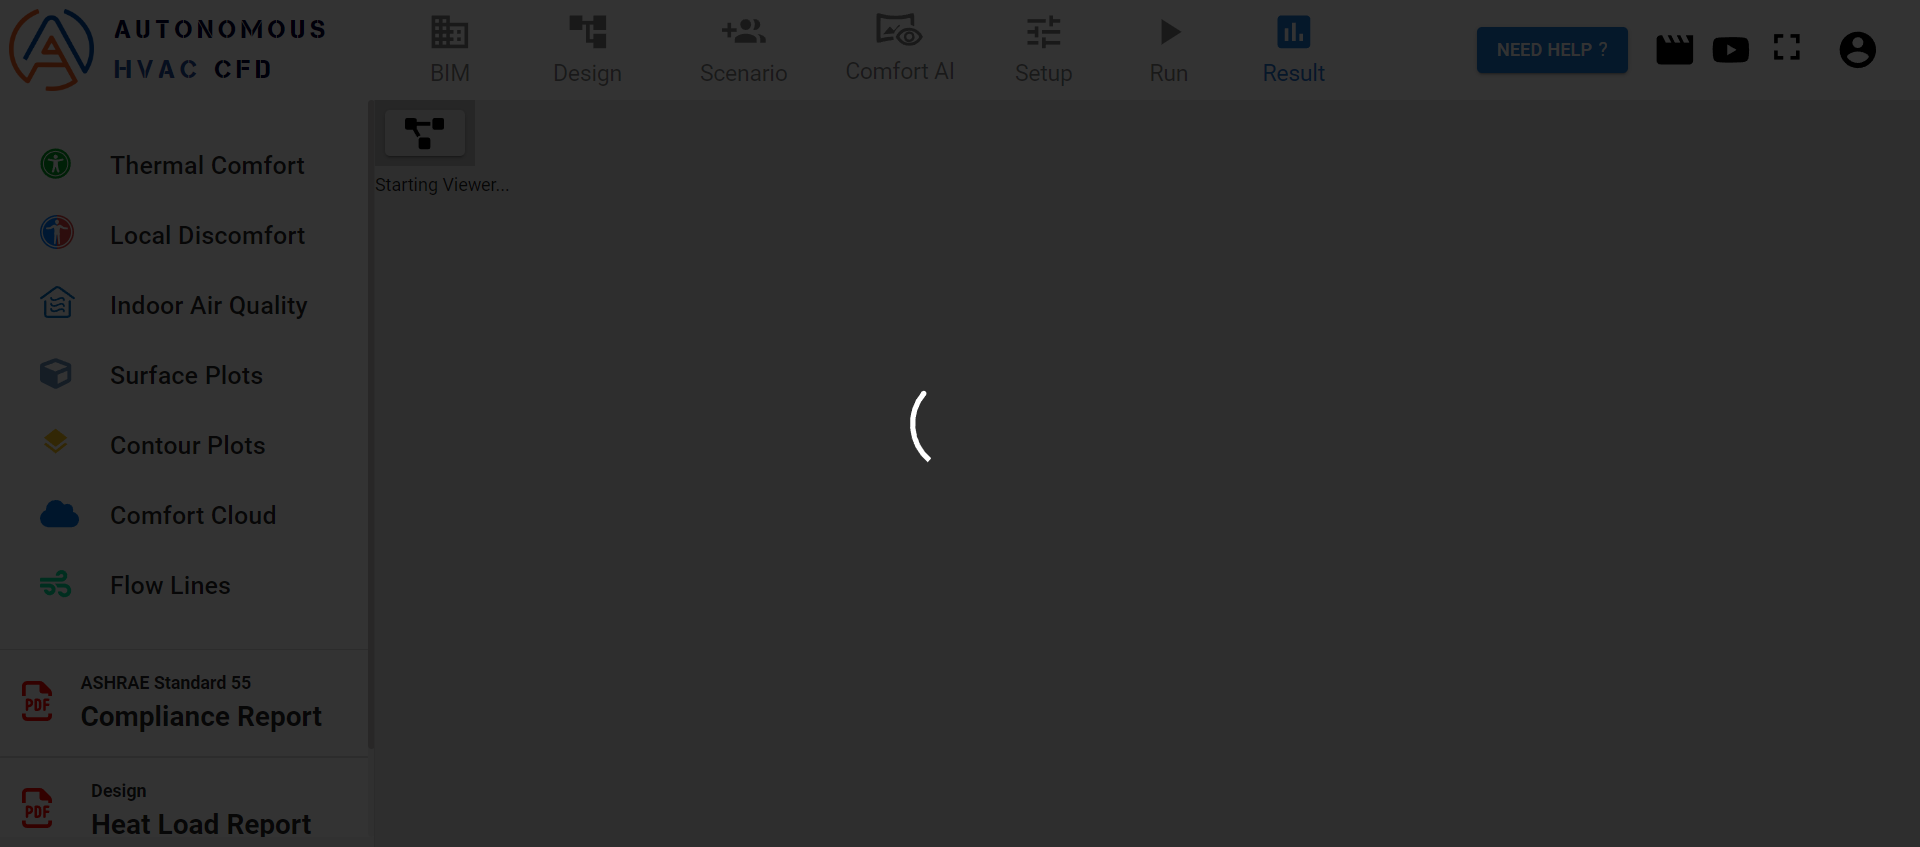 AUTONOMOUS
HVAC CFD
BIM
Design
Scenario
Comfort AI
Setup
Run
Result
NEED HELP ?
Starting Viewer...
Thermal Comfort
Local Discomfort
Indoor Air Quality
Surface Plots
Contour Plots
Comfort Cloud
Flow Lines
PDF
ASHRAE Standard 55
Compliance Report
PDF
Design
Heat Load Report